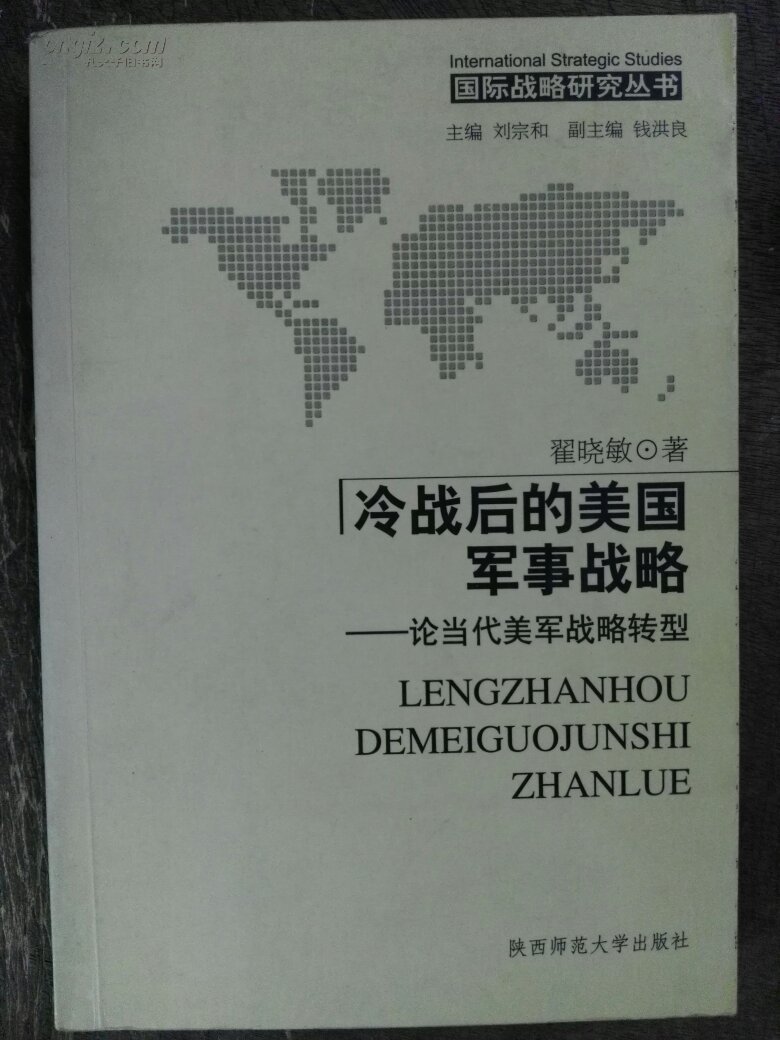 International Strategic Studies
国际战略研究丛书
主编 刘宗和 副主编 钱洪良
翟晓敏⊙著
冷战后的美国
军事战略
——论当代美军战略转型
LENGZHANHOU
DEMEIGUOJUNSHI
ZHANLUE
陕西师范大学出版社